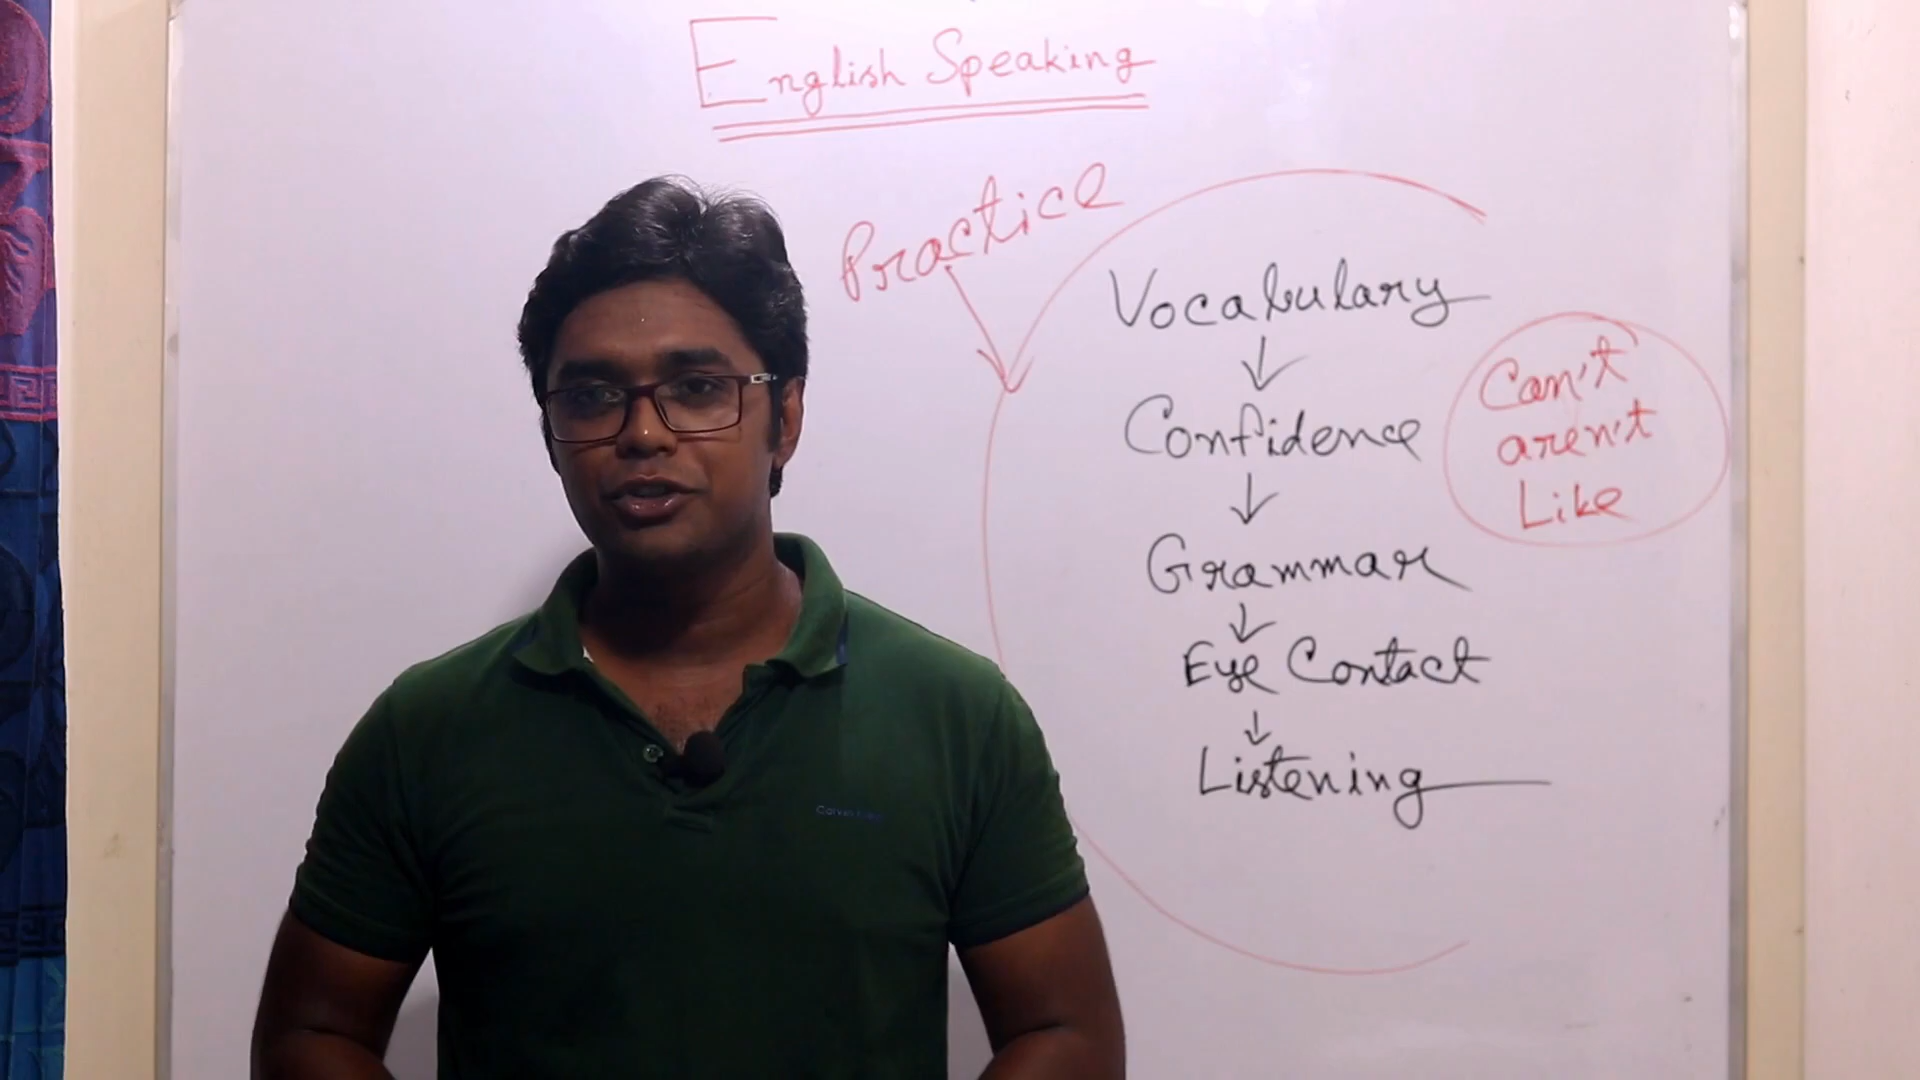 English Speaking
Practice
Vocabulary
Confidence
Grammar
Eye Contact
Listening
Can't
aren't
Like